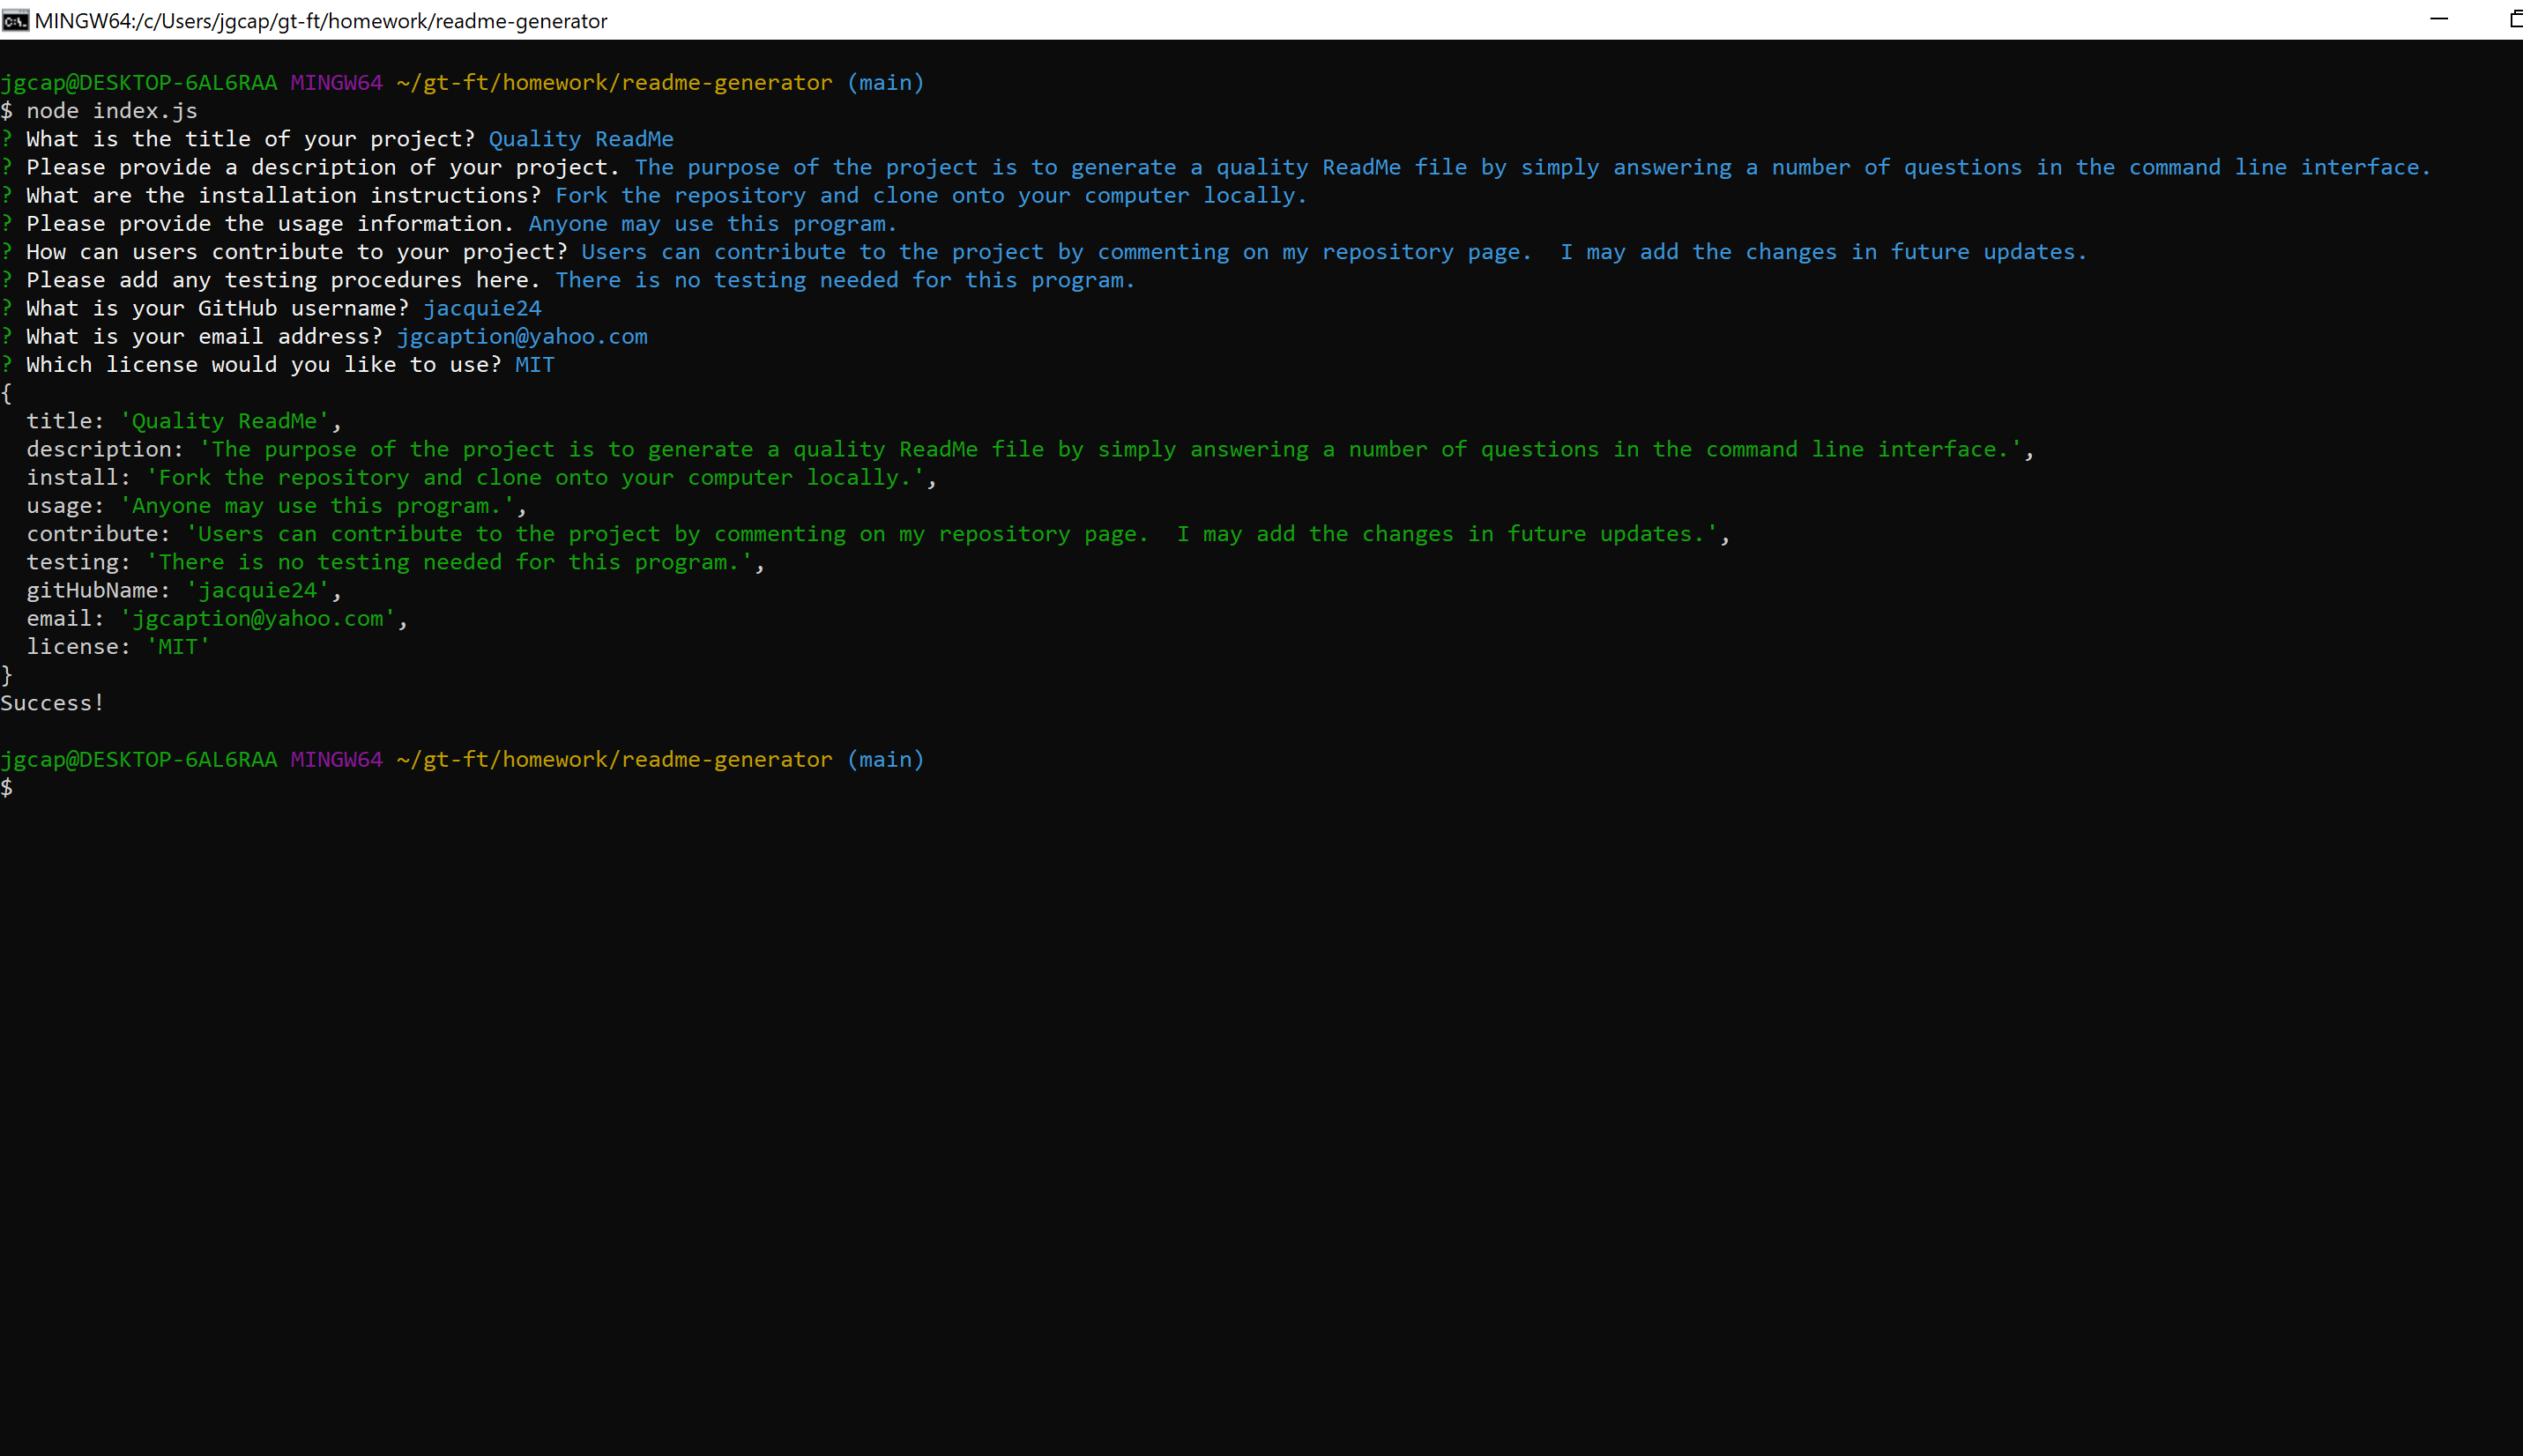 MINGW64:/c/Users/jgcap/gt-ft/homework/readme-generator
jgcap@DESKTOP-6AL6RAA MINGW64 ~/gt-ft/homework/readme-generator (main)
$ node index.js
? What is the title of your project? Quality ReadMe
? Please provide a description of your project. The purpose of the project is to generate a quality ReadMe file by simply answering a number of questions in the command line interface.
? What are the installation instructions? Fork the repository and clone onto your computer locally.
? Please provide the usage information. Anyone may use this program.
? How can users contribute to your project? Users can contribute to the project by commenting on my repository page.  I may add the changes in future updates.
? Please add any testing procedures here. There is no testing needed for this program.
? What is your GitHub username? jacquie24
? What is your email address? jgcaption@yahoo.com
? Which license would you like to use? MIT
{
  title: 'Quality ReadMe',
  description: 'The purpose of the project is to generate a quality ReadMe file by simply answering a number of questions in the command line interface.',
  install: 'Fork the repository and clone onto your computer locally.',
  usage: 'Anyone may use this program.',
  contribute: 'Users can contribute to the project by commenting on my repository page.  I may add the changes in future updates.',
  testing: 'There is no testing needed for this program.',
  gitHubName: 'jacquie24',
  email: 'jgcaption@yahoo.com',
  license: 'MIT'
}
Success!
jgcap@DESKTOP-6AL6RAA MINGW64 ~/gt-ft/homework/readme-generator (main)
$